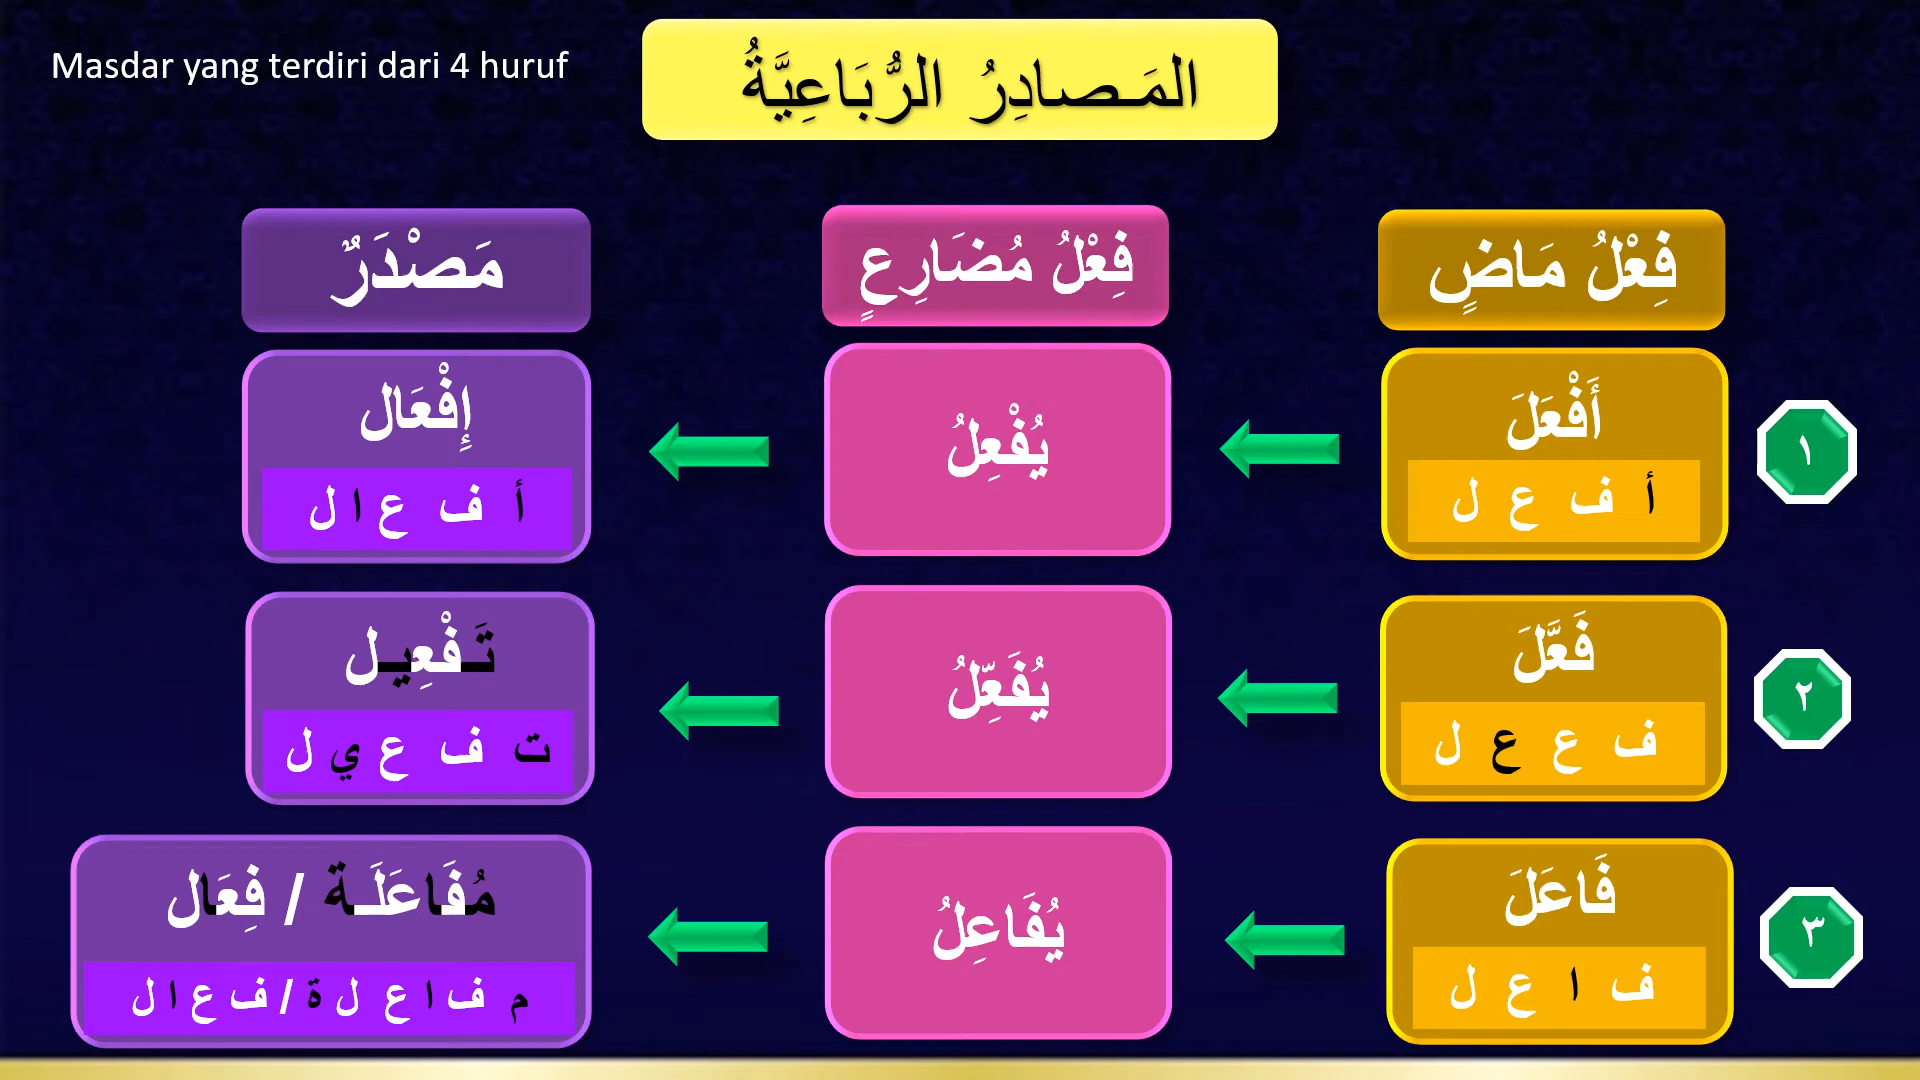 Masdar yang terdiri dari 4 huruf
المَـصادِرُ الرُّبَاعِيَّةُ
فِعْلُ مَاضٍ
فِعْلُ مُضَارِعٍ
مَصْدَرٌ
١
أَفْعَلَ
أ ف ع ل
يُفْعِلُ
إِفْعَال
أ ف ع ا ل
٢
فَعَّلَ
ف ع ع ل
يُفَعِّلُ
تَـفْعِيـل
ت ف ع ي ل
٣
فَاعَلَ
ف ا ع ل
يُفَاعِلُ
مُفَاعَلَـة / فِعَال
م ف ا ع ل ة / ف ع ا ل